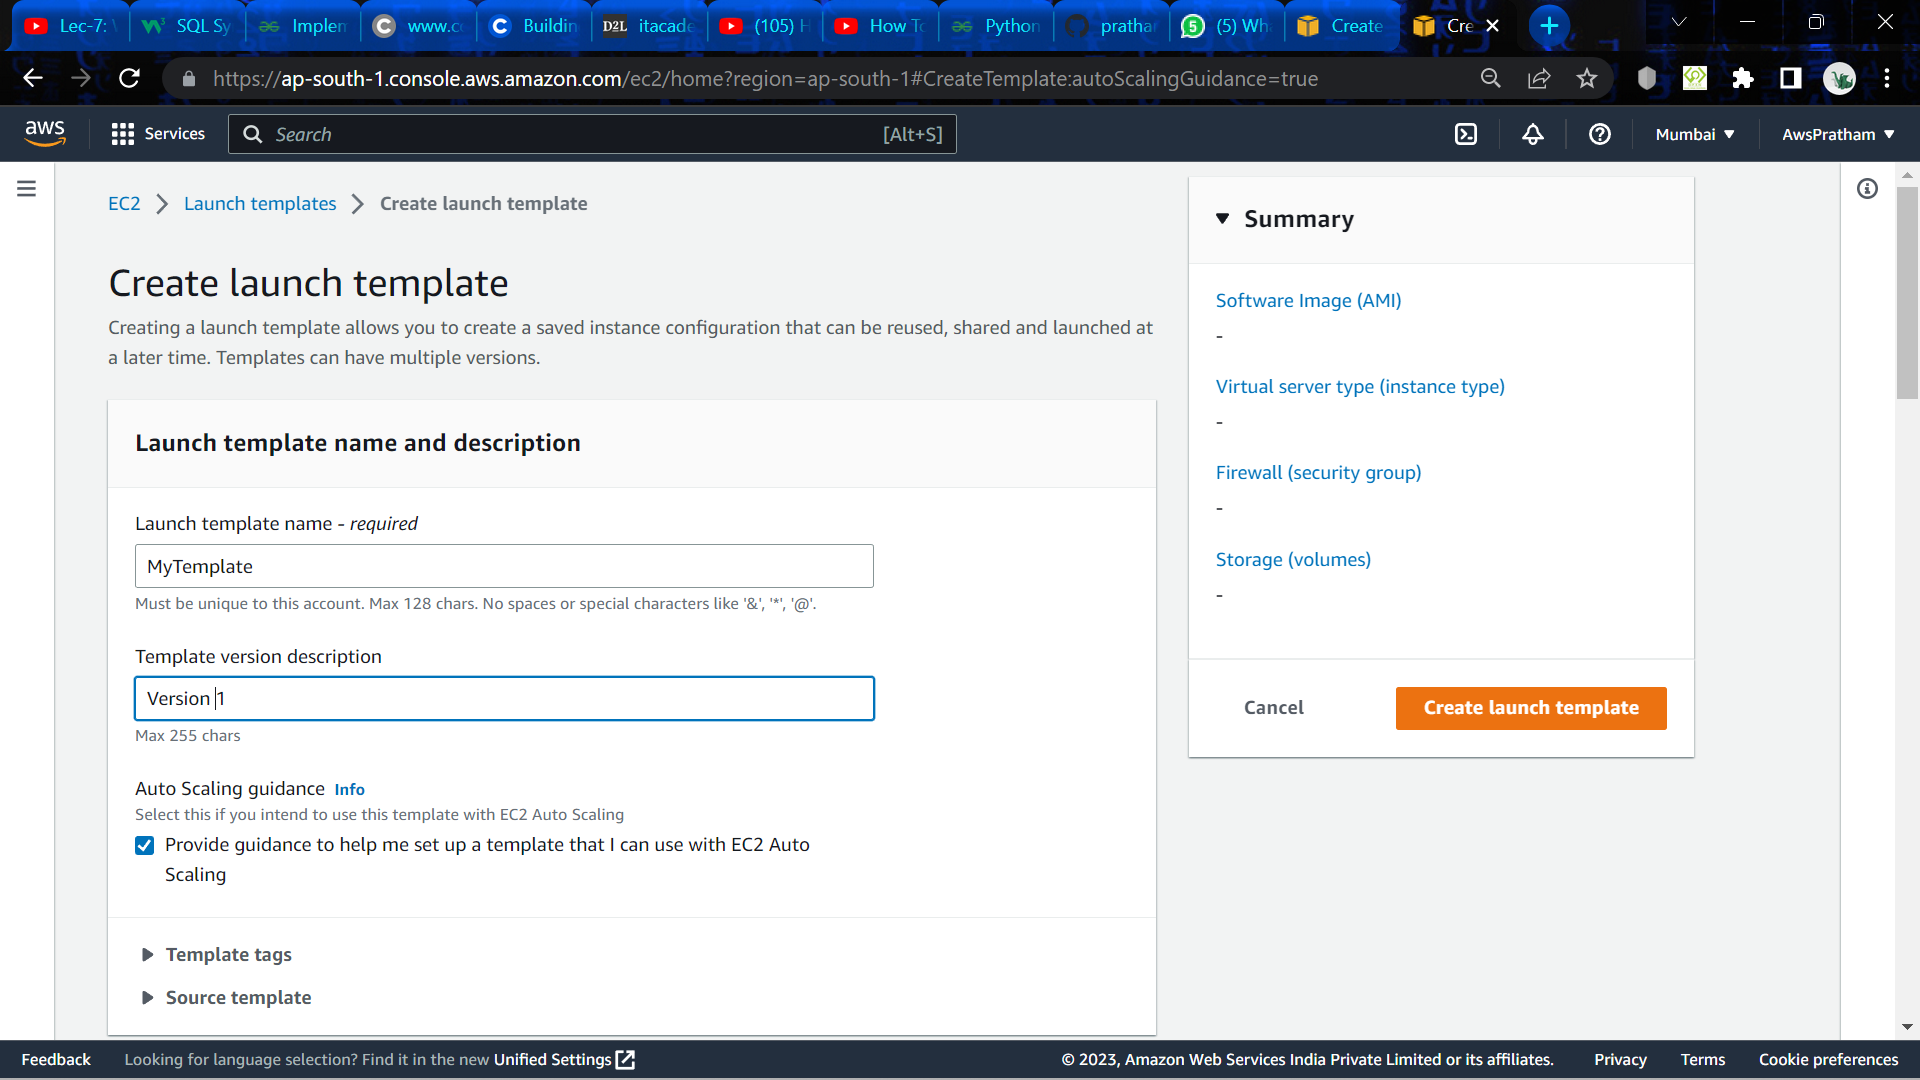 Lec-7:
SQL Sy
Implem
www.c
Buildin
D2L itacade
(105) H
How To
Python
prathar
5 (5) Wh
Create
Cre
https://ap-south-1.console.aws.amazon.com/ec2/home?region=ap-south-1#CreateTemplate:autoScalingGuidance=true
aws
Services
Search
[Alt+S]
Mumbai
AwsPratham
EC2
Launch templates
Create launch template
Create launch template
Creating a launch template allows you to create a saved instance configuration that can be reused, shared and launched at
a later time. Templates can have multiple versions.
Launch template name and description
Launch template name - required
MyTemplate
Must be unique to this account. Max 128 chars. No spaces or special characters like '&', '*', '@'.
Template version description
Version 1
Max 255 chars
Auto Scaling guidance Info
Select this if you intend to use this template with EC2 Auto Scaling
Provide guidance to help me set up a template that I can use with EC2 Auto
Scaling
Template tags
Source template
Summary
Software Image (AMI)
-
Virtual server type (instance type)
-
Firewall (security group)
-
Storage (volumes)
-
Cancel
Create launch template
Feedback
Looking for language selection? Find it in the new Unified Settings
© 2023, Amazon Web Services India Private Limited or its affiliates.
Privacy
Terms
Cookie preferences